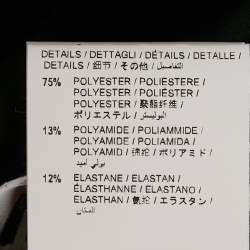 DETAILS / DETTAGLI / DÉTAILS / DETALLE /
DETAILS / 细节 / その他 / التفاصيل
75% POLYESTER / POLIESTERE /
POLYESTER / POLIÉSTER /
POLYESTER / 聚酯纤维 /
ポリエステル / البوليستر
13% POLYAMIDE / POLIAMMIDE /
POLYAMIDE / POLIAMIDA /
POLYAMID / 锦纶 / ポリアミド /
بولي أميد
12% ELASTANE / ELASTAN /
ÉLASTHANNE / ELASTANO /
ELASTHAN / 氨纶 / エラスタン /